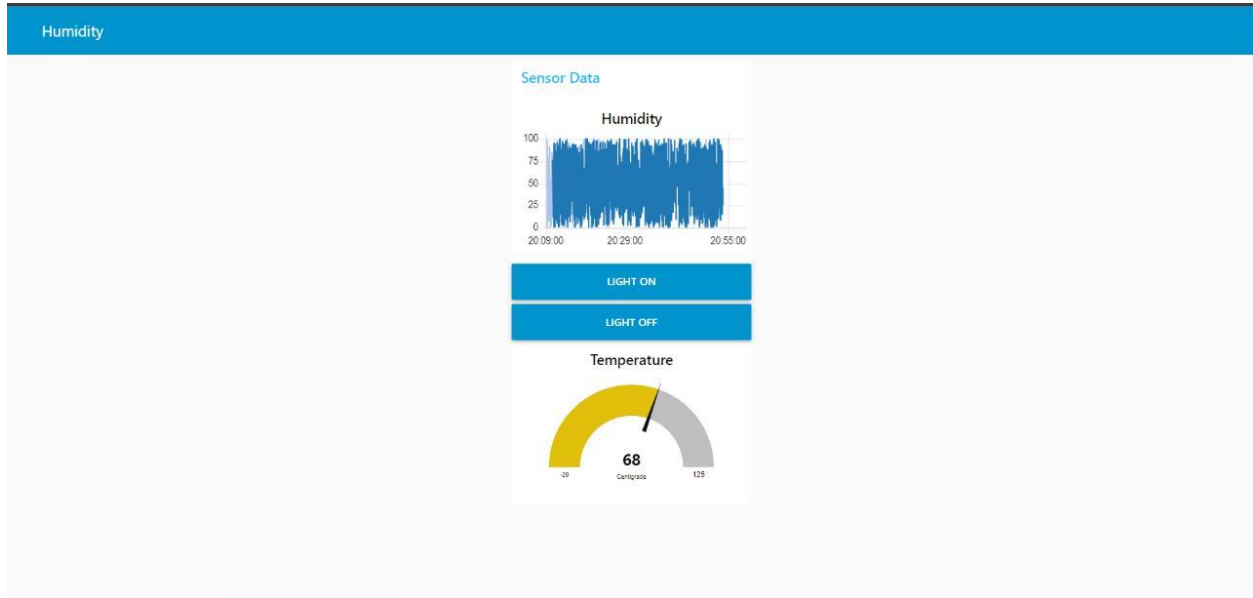 Humidity
Sensor Data
Humidity
100
75
50
25
0
20:09:00 20:29:00 20:55:00
LIGHT ON
LIGHT OFF
Temperature
68
-20 Centigrade 125